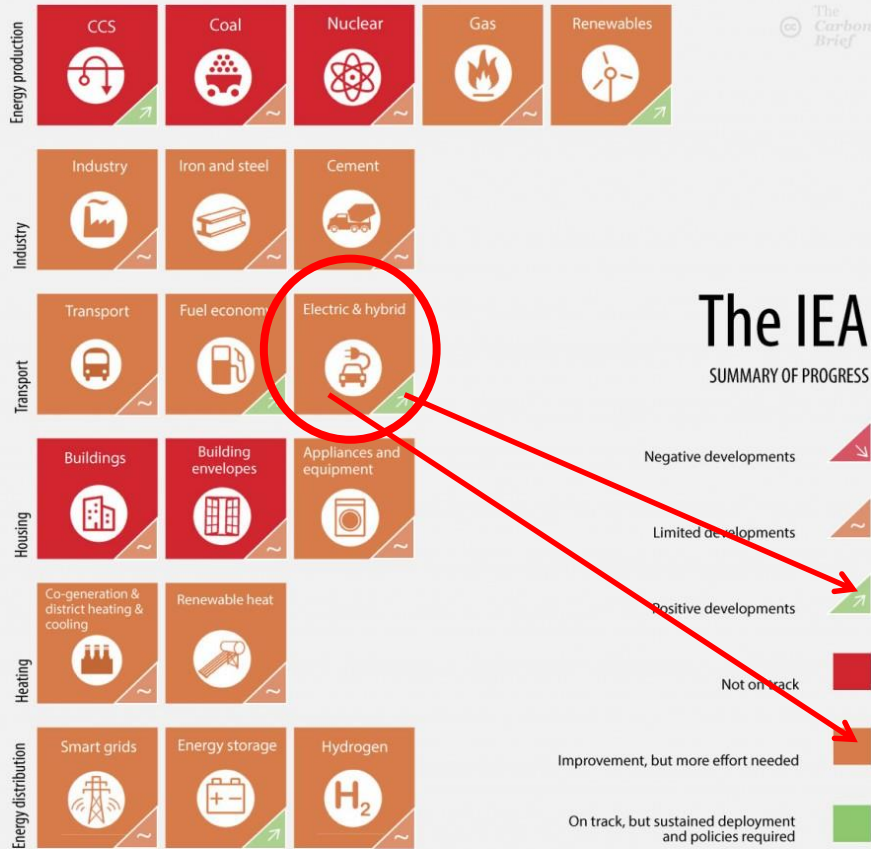 Energy production
CCS
Coal
Nuclear
Gas
Renewables
The
Carbon
Brief
cc
Industry
Industry
Iron and steel
Cement
Transport
Transport
Fuel economy
Electric & hybrid
The IEA
SUMMARY OF PROGRESS
Housing
Buildings
Building
envelopes
Appliances and
equipment
Negative developments
Limited developments
Positive developments
Heating
Co-generation &
district heating &
cooling
Renewable heat
Not on track
Energy distribution
Smart grids
Energy storage
Hydrogen
H2
Improvement, but more effort needed
On track, but sustained deployment
and policies required